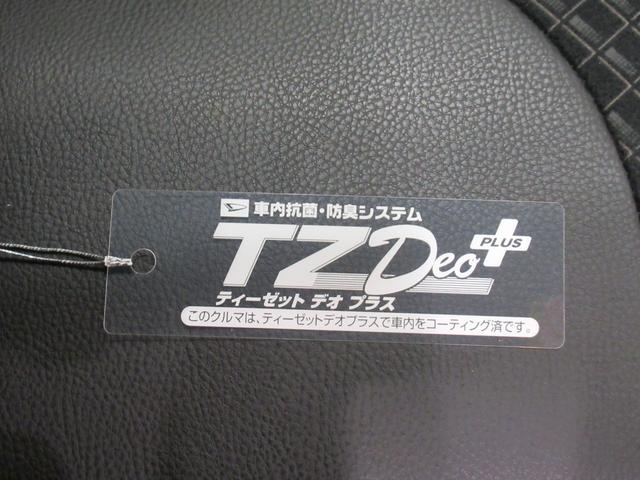 車内抗菌・防臭システム
TZ Deo PLUS
ティーゼット デオ プラス
このクルマは、ティーゼットデオプラスで車内をコーティング済です。